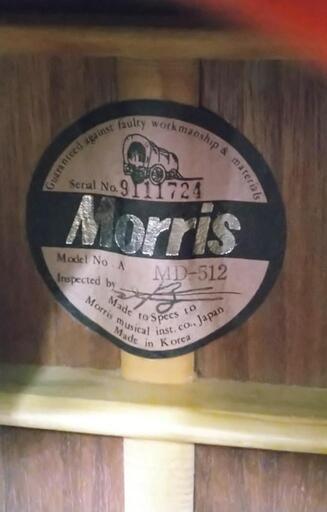 Guaranteed against faulty workmanship & materials
Serial No. 9111724
Morris
Model No. A MD-512
Inspected by
Made to Specs to
Morris musical inst. co., Japan
Made in Korea